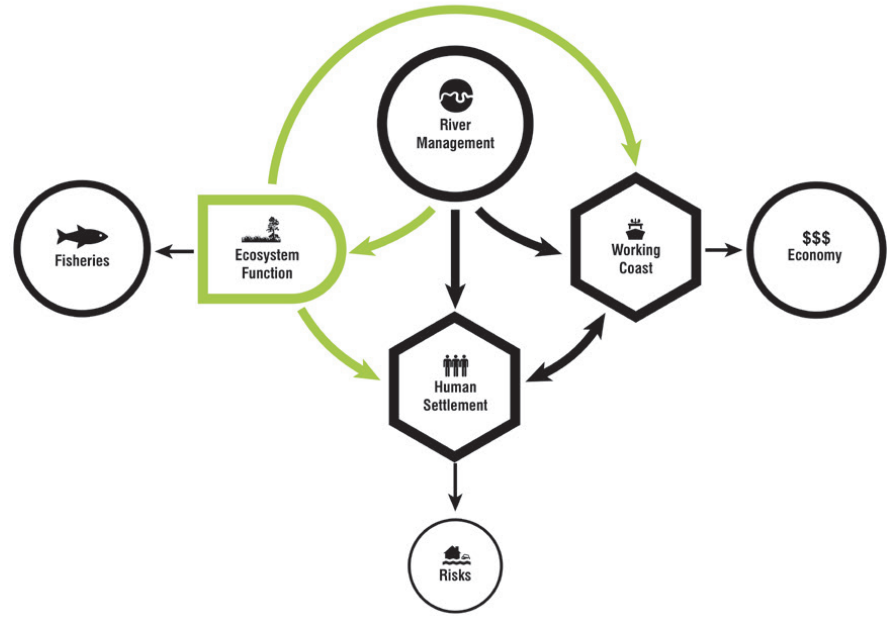 River
Management
Fisheries
Ecosystem
Function
Working
Coast
$$$
Economy
Human
Settlement
Risks